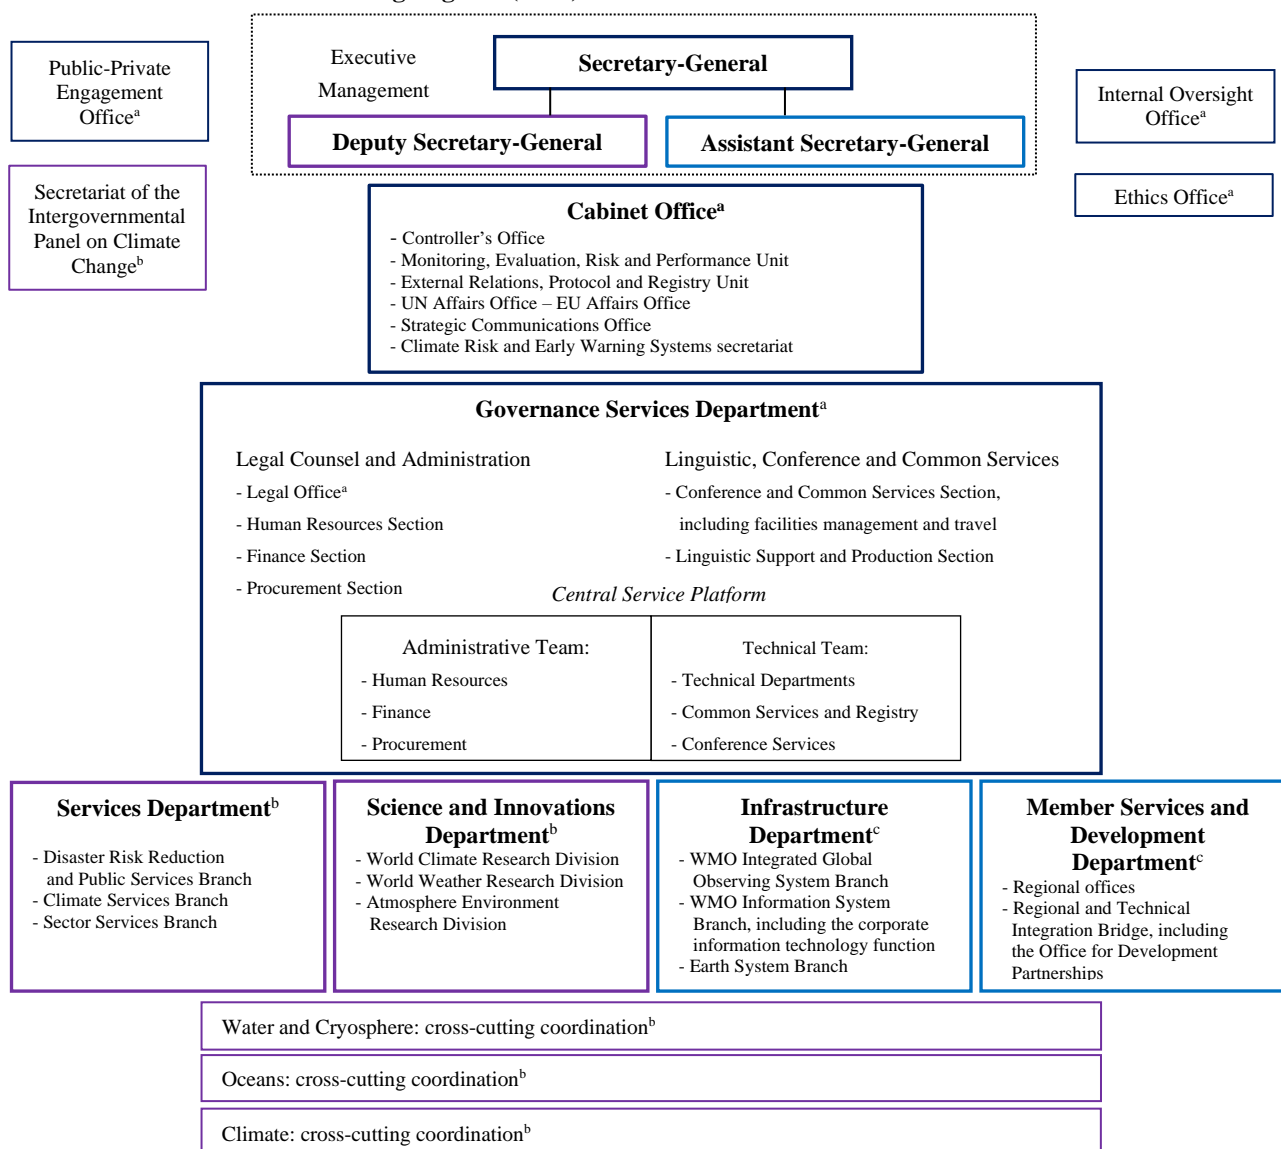 Public-Private
Engagement
Officeᵃ
Executive
Management
Secretary-General
Deputy Secretary-General
Assistant Secretary-General
Internal Oversight
Officeᵃ
Ethics Officeᵃ
Secretariat of the
Intergovernmental
Panel on Climate
Changeᵇ
Cabinet Officeᵃ
- Controller’s Office
- Monitoring, Evaluation, Risk and Performance Unit
- External Relations, Protocol and Registry Unit
- UN Affairs Office – EU Affairs Office
- Strategic Communications Office
- Climate Risk and Early Warning Systems secretariat
Governance Services Departmentᵃ
Legal Counsel and Administration
- Legal Officeᵃ
- Human Resources Section
- Finance Section
- Procurement Section
Linguistic, Conference and Common Services
- Conference and Common Services Section,
including facilities management and travel
- Linguistic Support and Production Section
Central Service Platform
Administrative Team:
- Human Resources
- Finance
- Procurement
Technical Team:
- Technical Departments
- Common Services and Registry
- Conference Services
Services Departmentᵇ
- Disaster Risk Reduction
and Public Services Branch
- Climate Services Branch
- Sector Services Branch
Science and Innovations
Departmentᵇ
- World Climate Research Division
- World Weather Research Division
- Atmosphere Environment
Research Division
Infrastructure
Departmentᶜ
- WMO Integrated Global
Observing System Branch
- WMO Information System
Branch, including the corporate
information technology function
- Earth System Branch
Member Services and
Development
Departmentᶜ
- Regional offices
- Regional and Technical
Integration Bridge, including
the Office for Development
Partnerships
Water and Cryosphere: cross-cutting coordinationᵇ
Oceans: cross-cutting coordinationᵇ
Climate: cross-cutting coordinationᵇ